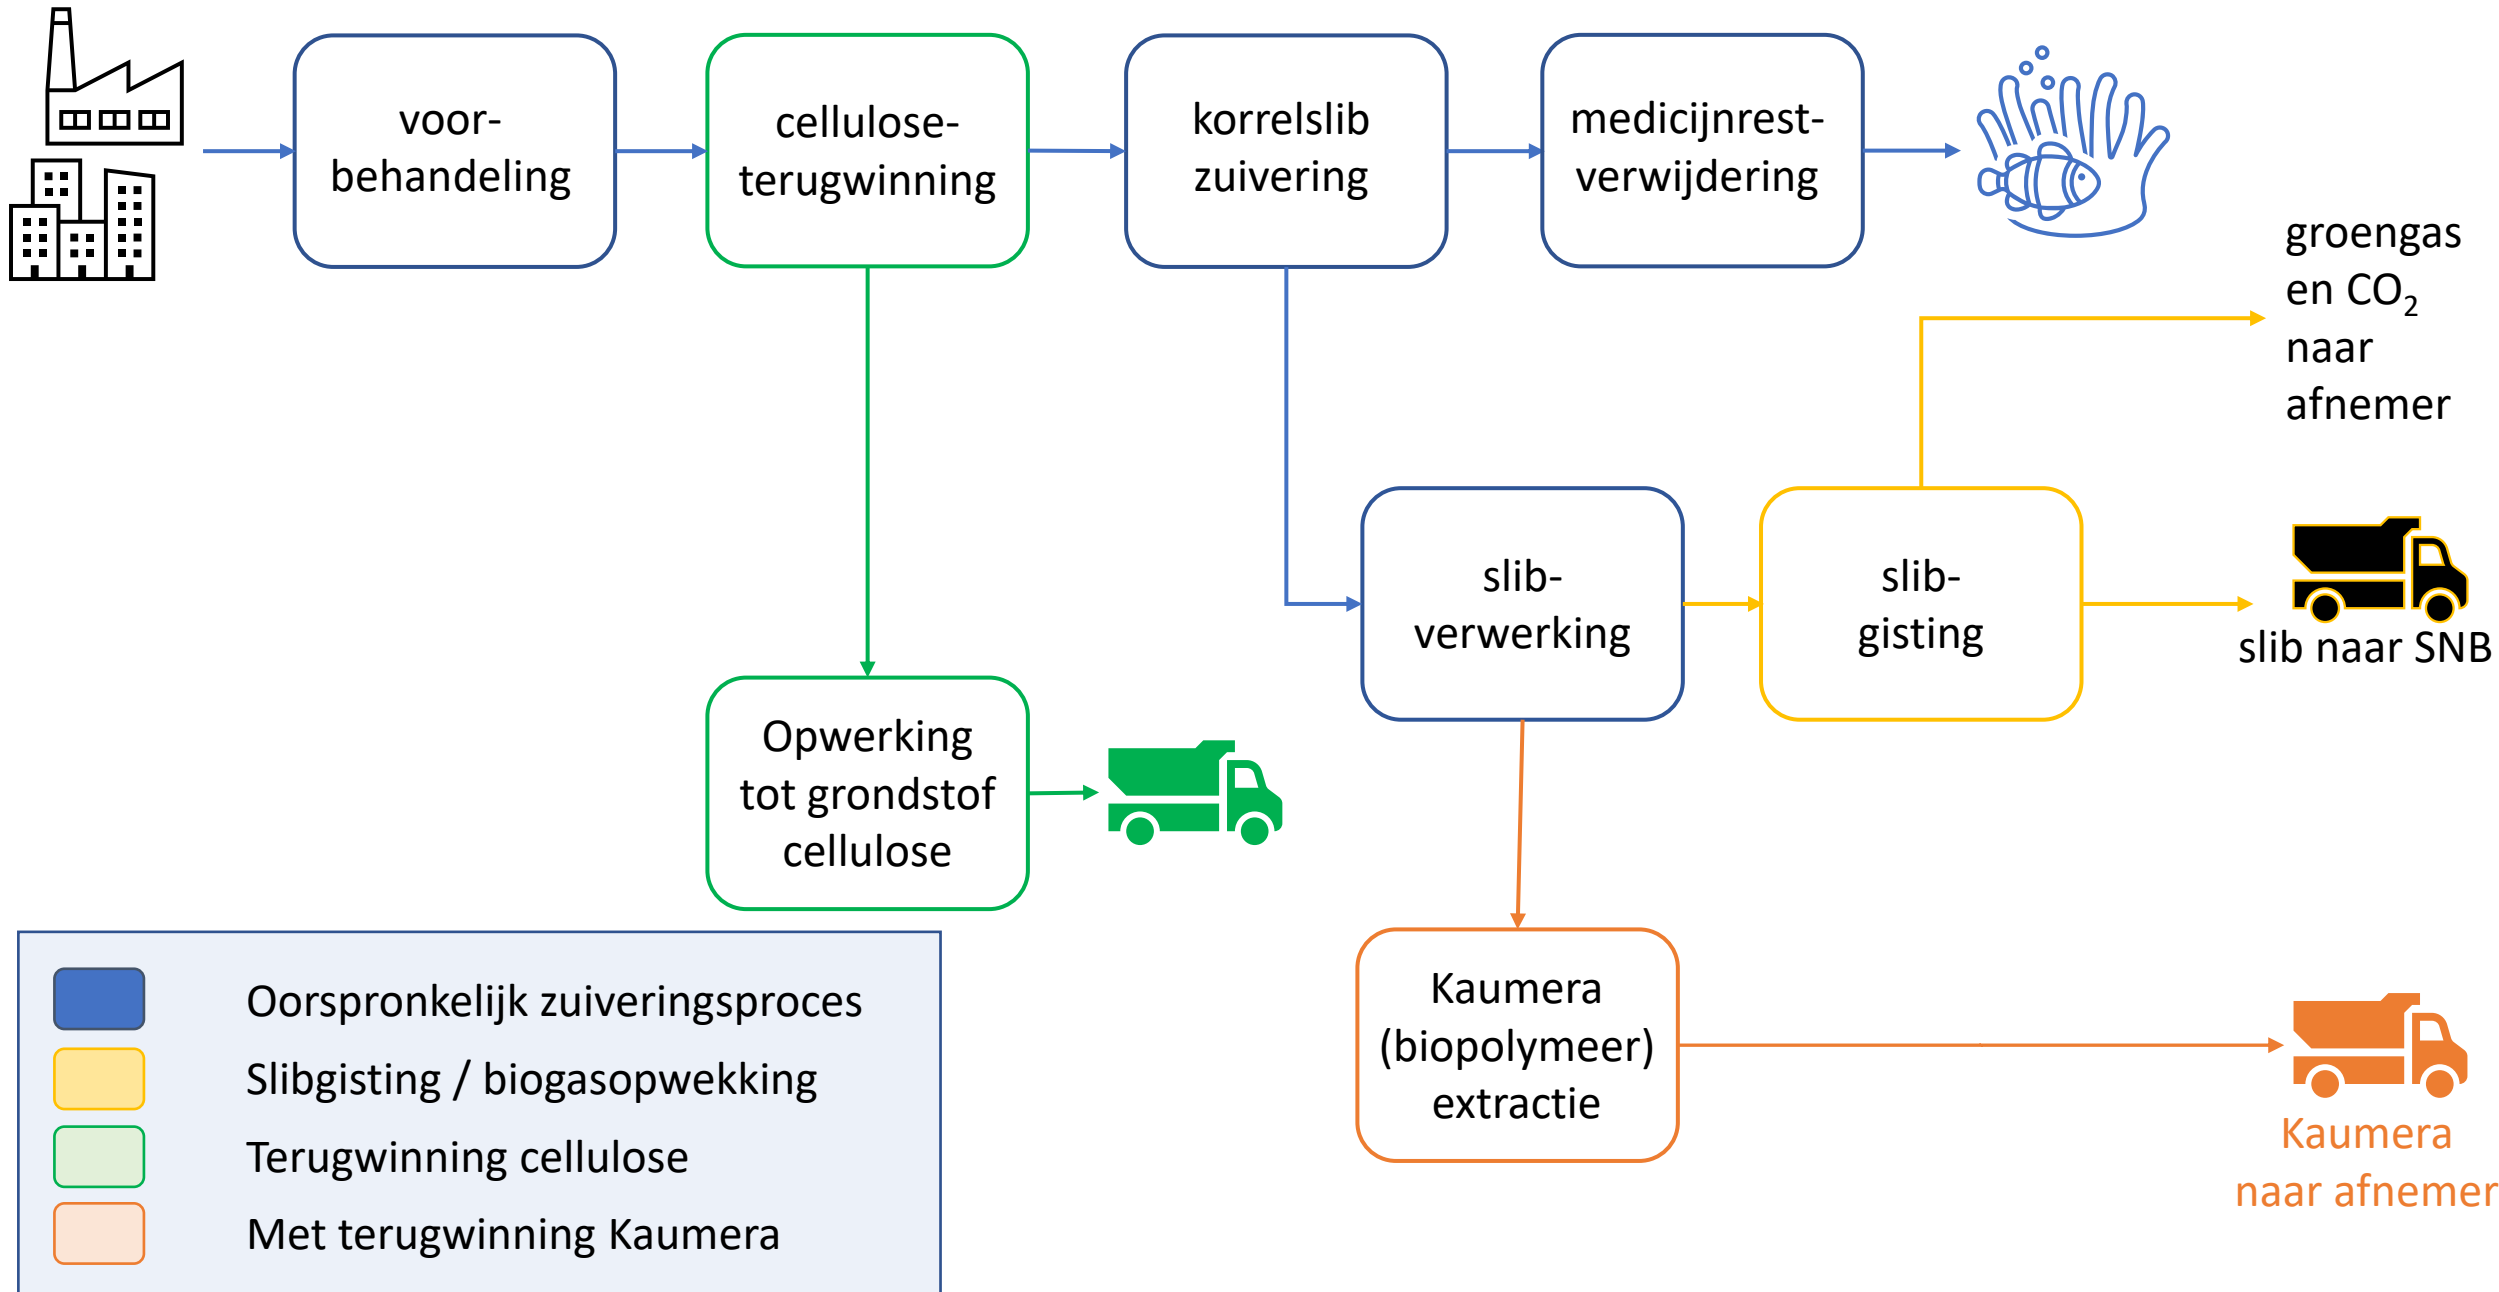 voor-
behandeling
cellulose-
terugwinning
korrelslib
zuivering
medicijnrest-
verwijdering
groengas
en CO₂
naar
afnemer
slib-
verwerking
slib-
gisting
slib naar SNB
Opwerking
tot grondstof
cellulose
Kaumera
(biopolymeer)
extractie
Kaumera
naar afnemer
Oorspronkelijk zuiveringsproces
Slibgisting / biogasopwekking
Terugwinning cellulose
Met terugwinning Kaumera